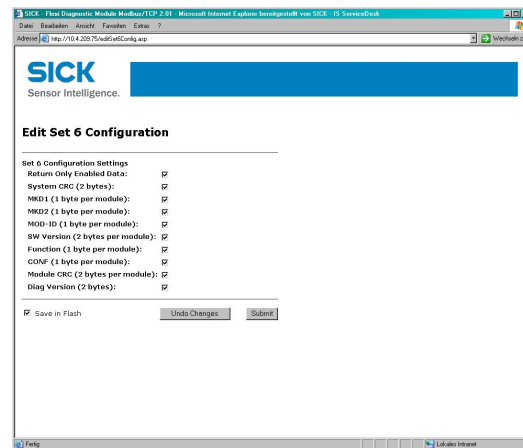 SICK - Flexi Diagnostic Module Modbus/TCP 2.01 - Microsoft Internet Explorer bereitgestellt von SICK - IS ServiceDesk
Datei Bearbeiten Ansicht Favoriten Extras ?
Adresse http://10.4.209.75/editSet6Config.asp Wechseln z
SICK
Sensor Intelligence.
Edit Set 6 Configuration
Set 6 Configuration Settings
Return Only Enabled Data:
System CRC (2 bytes):
MKD1 (1 byte per module):
MKD2 (1 byte per module):
MOD-ID (1 byte per module):
SW Version (2 bytes per module):
Function (1 byte per module):
CONF (1 byte per module):
Module CRC (2 bytes per module):
Diag Version (2 bytes):
Save in Flash Undo Changes Submit
Fertig Lokales Intranet